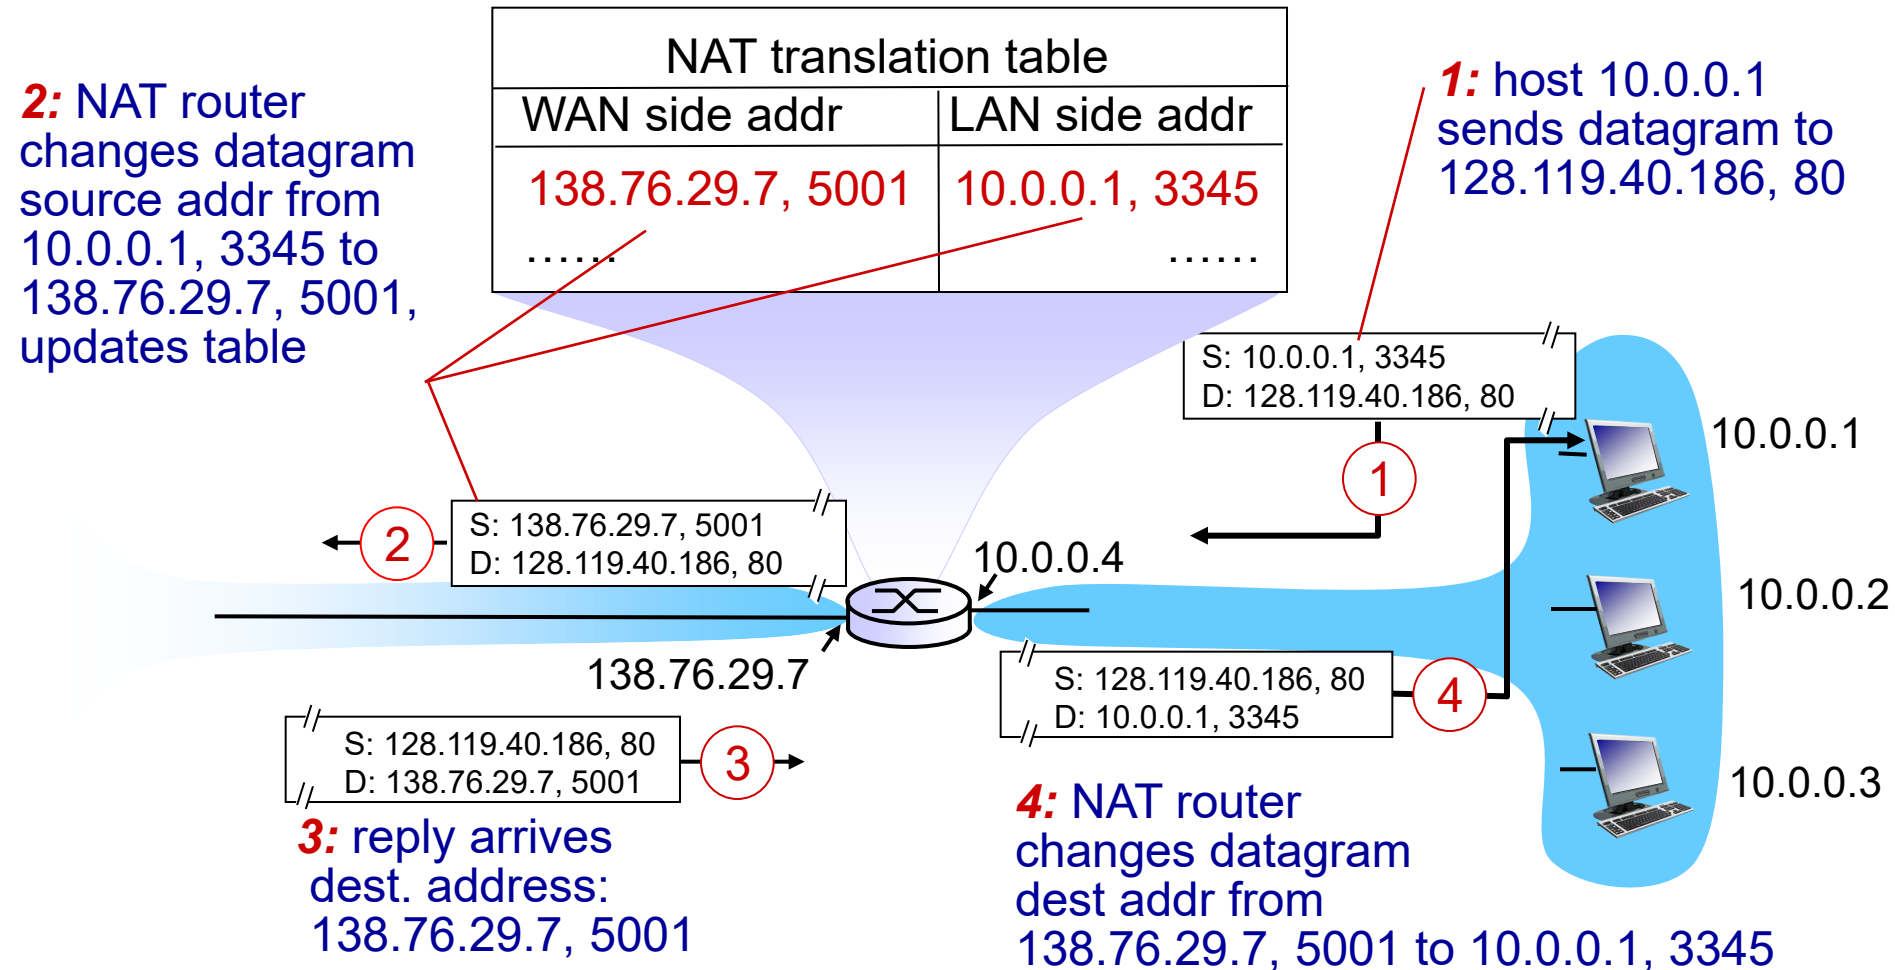 NAT translation table
WAN side addr LAN side addr
138.76.29.7, 5001 10.0.0.1, 3345
...... ......
2: NAT router
changes datagram
source addr from
10.0.0.1, 3345 to
138.76.29.7, 5001,
updates table
1: host 10.0.0.1
sends datagram to
128.119.40.186, 80
S: 10.0.0.1, 3345
D: 128.119.40.186, 80
1
10.0.0.1
S: 138.76.29.7, 5001
D: 128.119.40.186, 80
2
10.0.0.4
10.0.0.2
138.76.29.7
S: 128.119.40.186, 80
D: 10.0.0.1, 3345
4
S: 128.119.40.186, 80
D: 138.76.29.7, 5001
3
10.0.0.3
3: reply arrives
dest. address:
138.76.29.7, 5001
4: NAT router
changes datagram
dest addr from
138.76.29.7, 5001 to 10.0.0.1, 3345